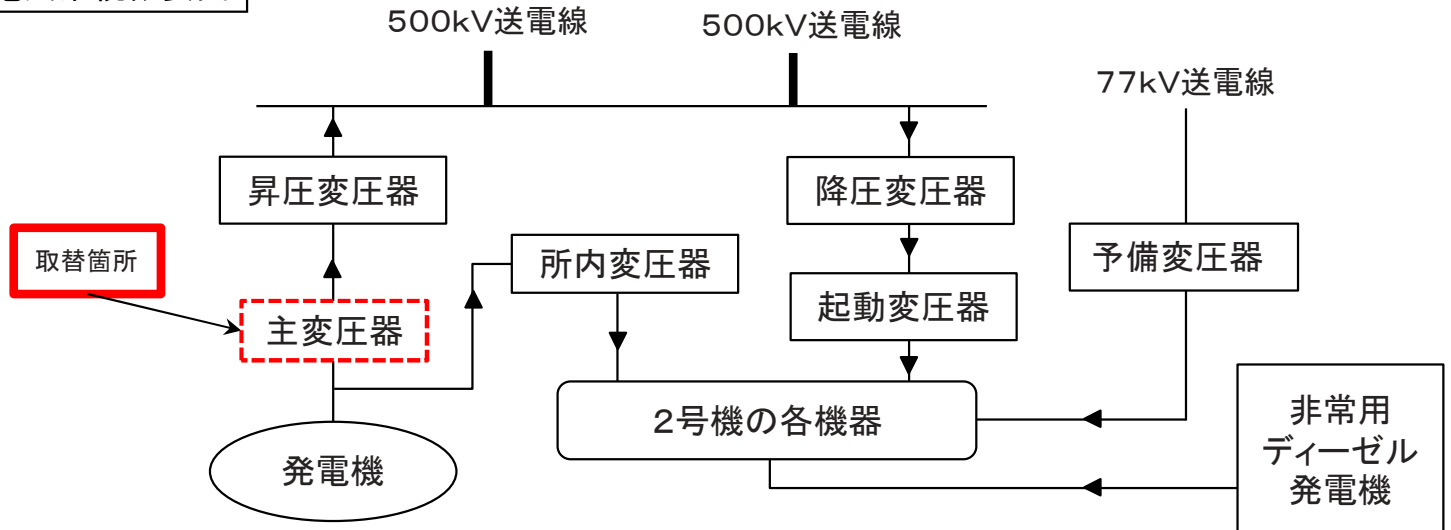 500kV送電線
500kV送電線
77kV送電線
昇圧変圧器
降圧変圧器
取替箇所
所内変圧器
予備変圧器
主変圧器
起動変圧器
2号機の各機器
発電機
非常用
ディーゼル
発電機